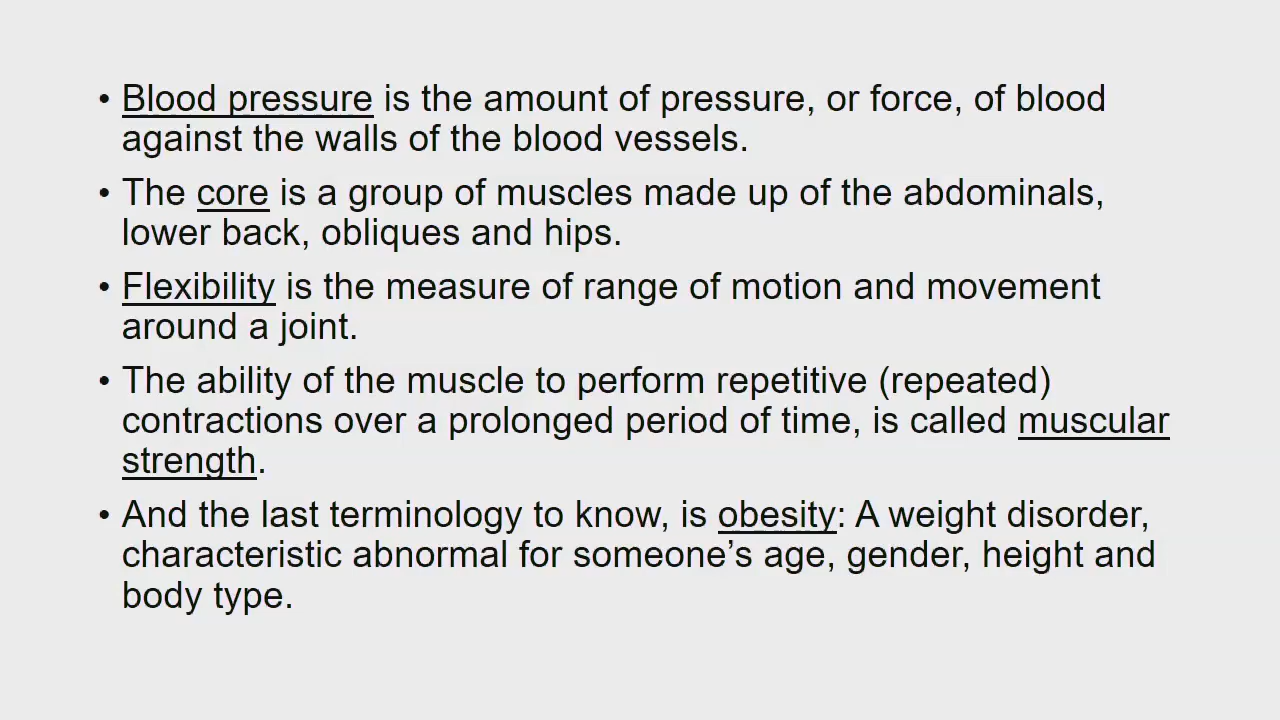 • Blood pressure is the amount of pressure, or force, of blood
against the walls of the blood vessels.
• The core is a group of muscles made up of the abdominals,
lower back, obliques and hips.
• Flexibility is the measure of range of motion and movement
around a joint.
• The ability of the muscle to perform repetitive (repeated)
contractions over a prolonged period of time, is called muscular
strength.
• And the last terminology to know, is obesity: A weight disorder,
characteristic abnormal for someone’s age, gender, height and
body type.